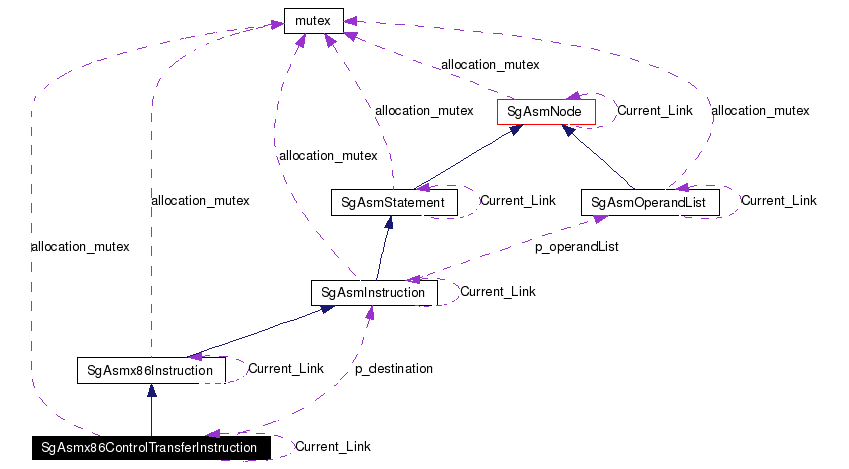 mutex
allocation_mutex
SgAsmNode
Current_Link
allocation_mutex
allocation_mutex
allocation_mutex
SgAsmStatement
Current_Link
SgAsmOperandList
Current_Link
allocation_mutex
allocation_mutex
p_operandList
SgAsmInstruction
Current_Link
SgAsmx86Instruction
Current_Link
p_destination
SgAsmx86ControlTransferInstruction
Current_Link